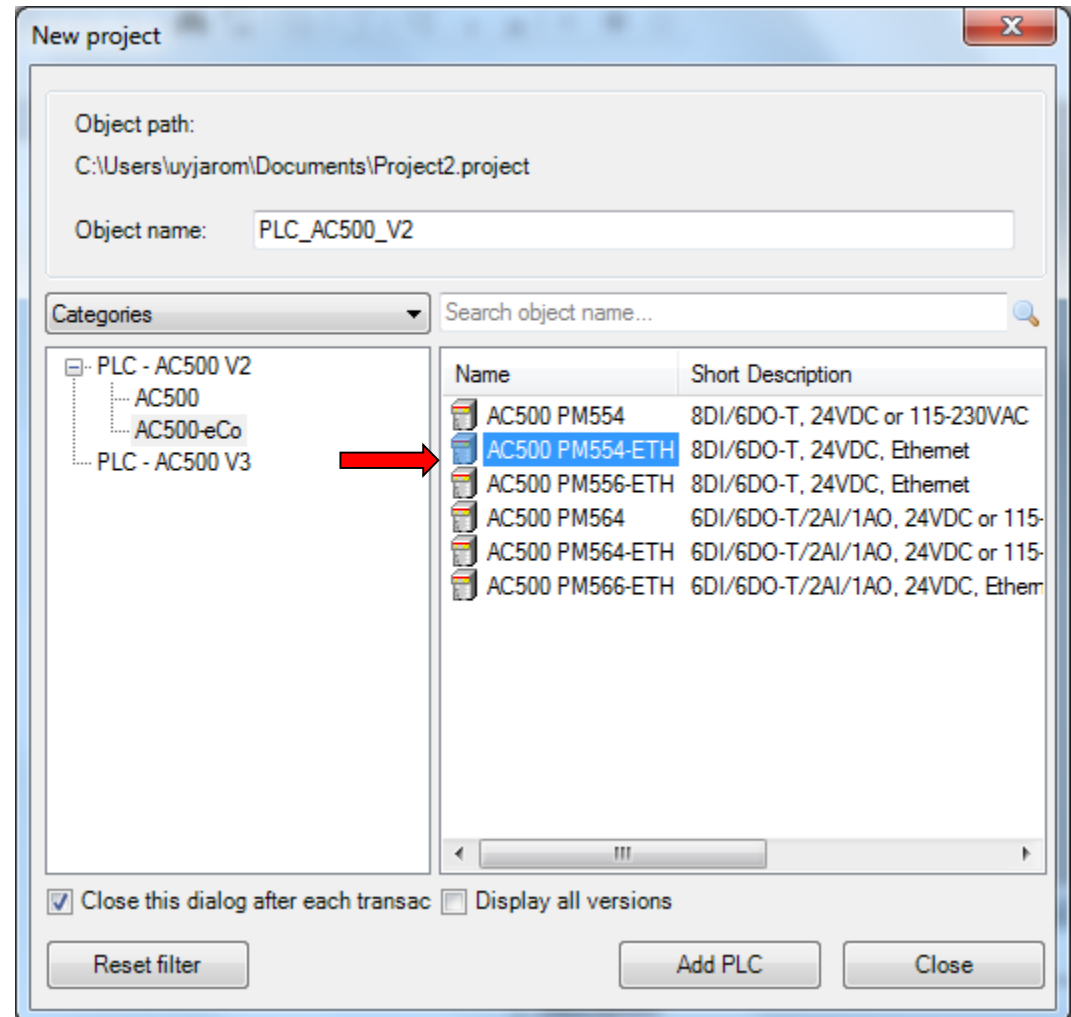 New project
Object path:
C:\Users\uyjarom\Documents\Project2.project
Object name: PLC_AC500_V2
Categories
Search object name...
PLC - AC500 V2
AC500
AC500-eCo
PLC - AC500 V3
Name Short Description
AC500 PM554 8DI/6DO-T, 24VDC or 115-230VAC
AC500 PM554-ETH 8DI/6DO-T, 24VDC, Ethernet
AC500 PM556-ETH 8DI/6DO-T, 24VDC, Ethernet
AC500 PM564 6DI/6DO-T/2AI/1AO, 24VDC or 115-
AC500 PM564-ETH 6DI/6DO-T/2AI/1AO, 24VDC or 115-
AC500 PM566-ETH 6DI/6DO-T/2AI/1AO, 24VDC, Ethern
Close this dialog after each transac Display all versions
Reset filter Add PLC Close